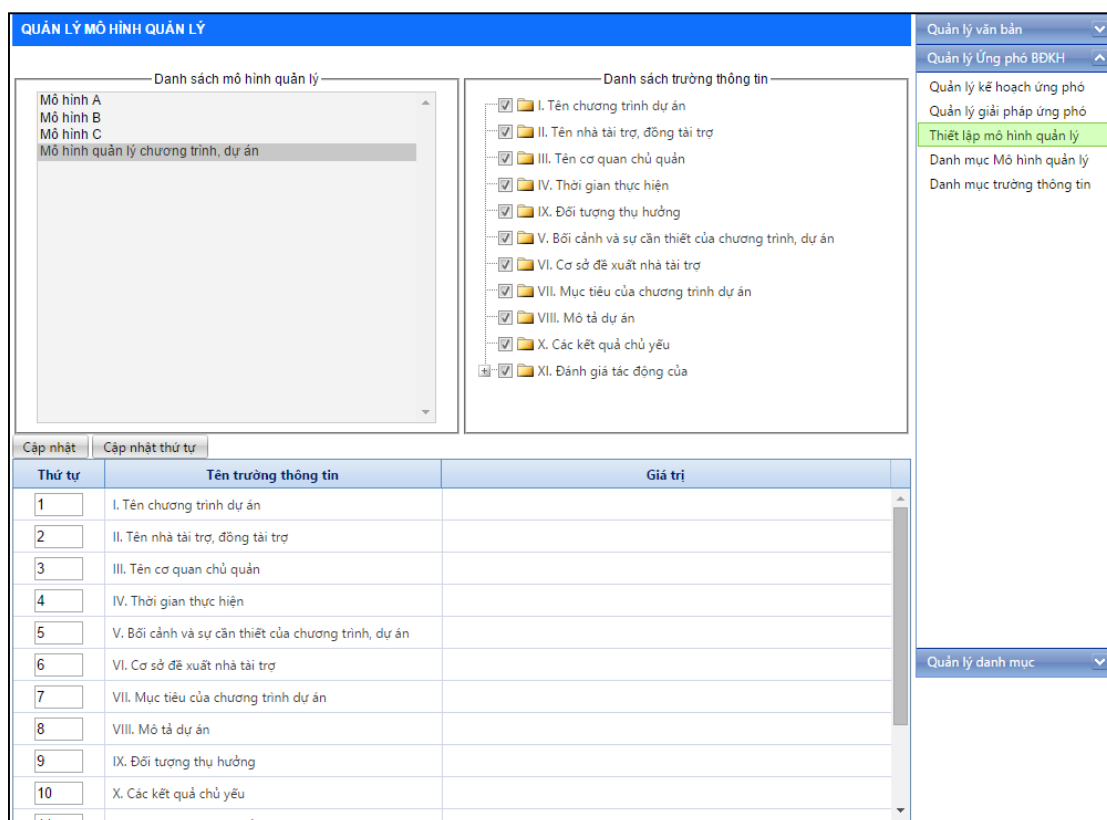 QUẢN LÝ MÔ HÌNH QUẢN LÝ
Danh sách mô hình quản lý
Mô hình A
Mô hình B
Mô hình C
Mô hình quản lý chương trình, dự án
Danh sách trường thông tin
I. Tên chương trình dự án
II. Tên nhà tài trợ, đồng tài trợ
III. Tên cơ quan chủ quản
IV. Thời gian thực hiện
IX. Đối tượng thụ hưởng
V. Bối cảnh và sự cần thiết của chương trình, dự án
VI. Cơ sở đề xuất nhà tài trợ
VII. Mục tiêu của chương trình dự án
VIII. Mô tả dự án
X. Các kết quả chủ yếu
XI. Đánh giá tác động của
Cập nhật
Cập nhật thứ tự
Thứ tự Tên trường thông tin Giá trị
1 I. Tên chương trình dự án
2 II. Tên nhà tài trợ, đồng tài trợ
3 III. Tên cơ quan chủ quản
4 IV. Thời gian thực hiện
5 V. Bối cảnh và sự cần thiết của chương trình, dự án
6 VI. Cơ sở đề xuất nhà tài trợ
7 VII. Mục tiêu của chương trình dự án
8 VIII. Mô tả dự án
9 IX. Đối tượng thụ hưởng
10 X. Các kết quả chủ yếu
Quản lý văn bản
Quản lý Ứng phó BĐKH
Quản lý kế hoạch ứng phó
Quản lý giải pháp ứng phó
Thiết lập mô hình quản lý
Danh mục Mô hình quản lý
Danh mục trường thông tin
Quản lý danh mục